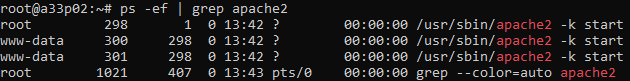 root@a33p02:~# ps -ef | grep apache2
root 298 1 0 13:42 ? 00:00:00 /usr/sbin/apache2 -k start
www-data 300 298 0 13:42 ? 00:00:00 /usr/sbin/apache2 -k start
www-data 301 298 0 13:42 ? 00:00:00 /usr/sbin/apache2 -k start
root 1021 407 0 13:43 pts/0 00:00:00 grep --color=auto apache2